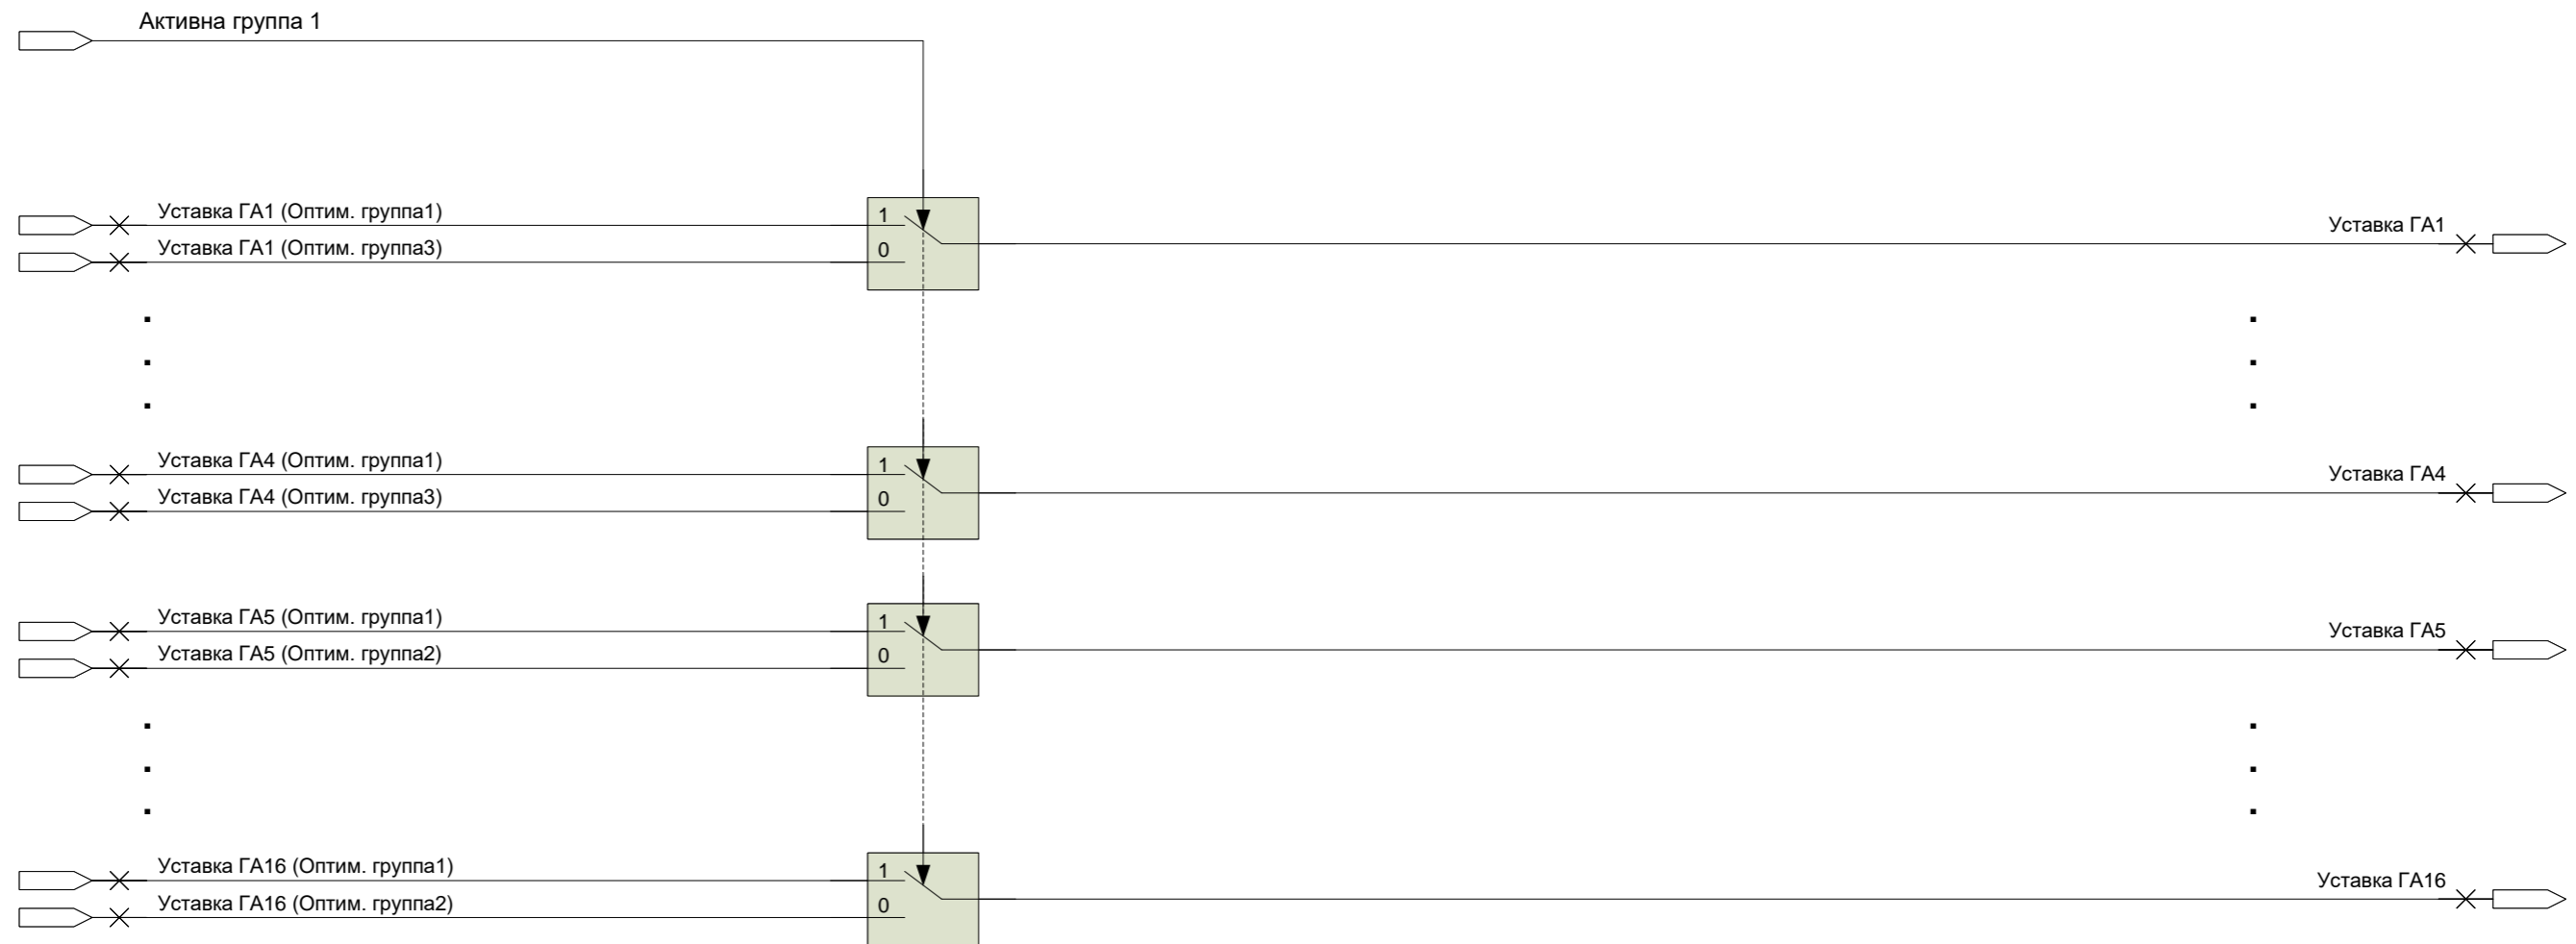 Активна группа 1
Уставка ГА1 (Оптим. группа1)
1
Уставка ГА1
Уставка ГА1 (Оптим. группа3)
0
Уставка ГА4 (Оптим. группа1)
1
Уставка ГА4
Уставка ГА4 (Оптим. группа3)
0
Уставка ГА5 (Оптим. группа1)
1
Уставка ГА5
Уставка ГА5 (Оптим. группа2)
0
Уставка ГА16 (Оптим. группа1)
1
Уставка ГА16
Уставка ГА16 (Оптим. группа2)
0